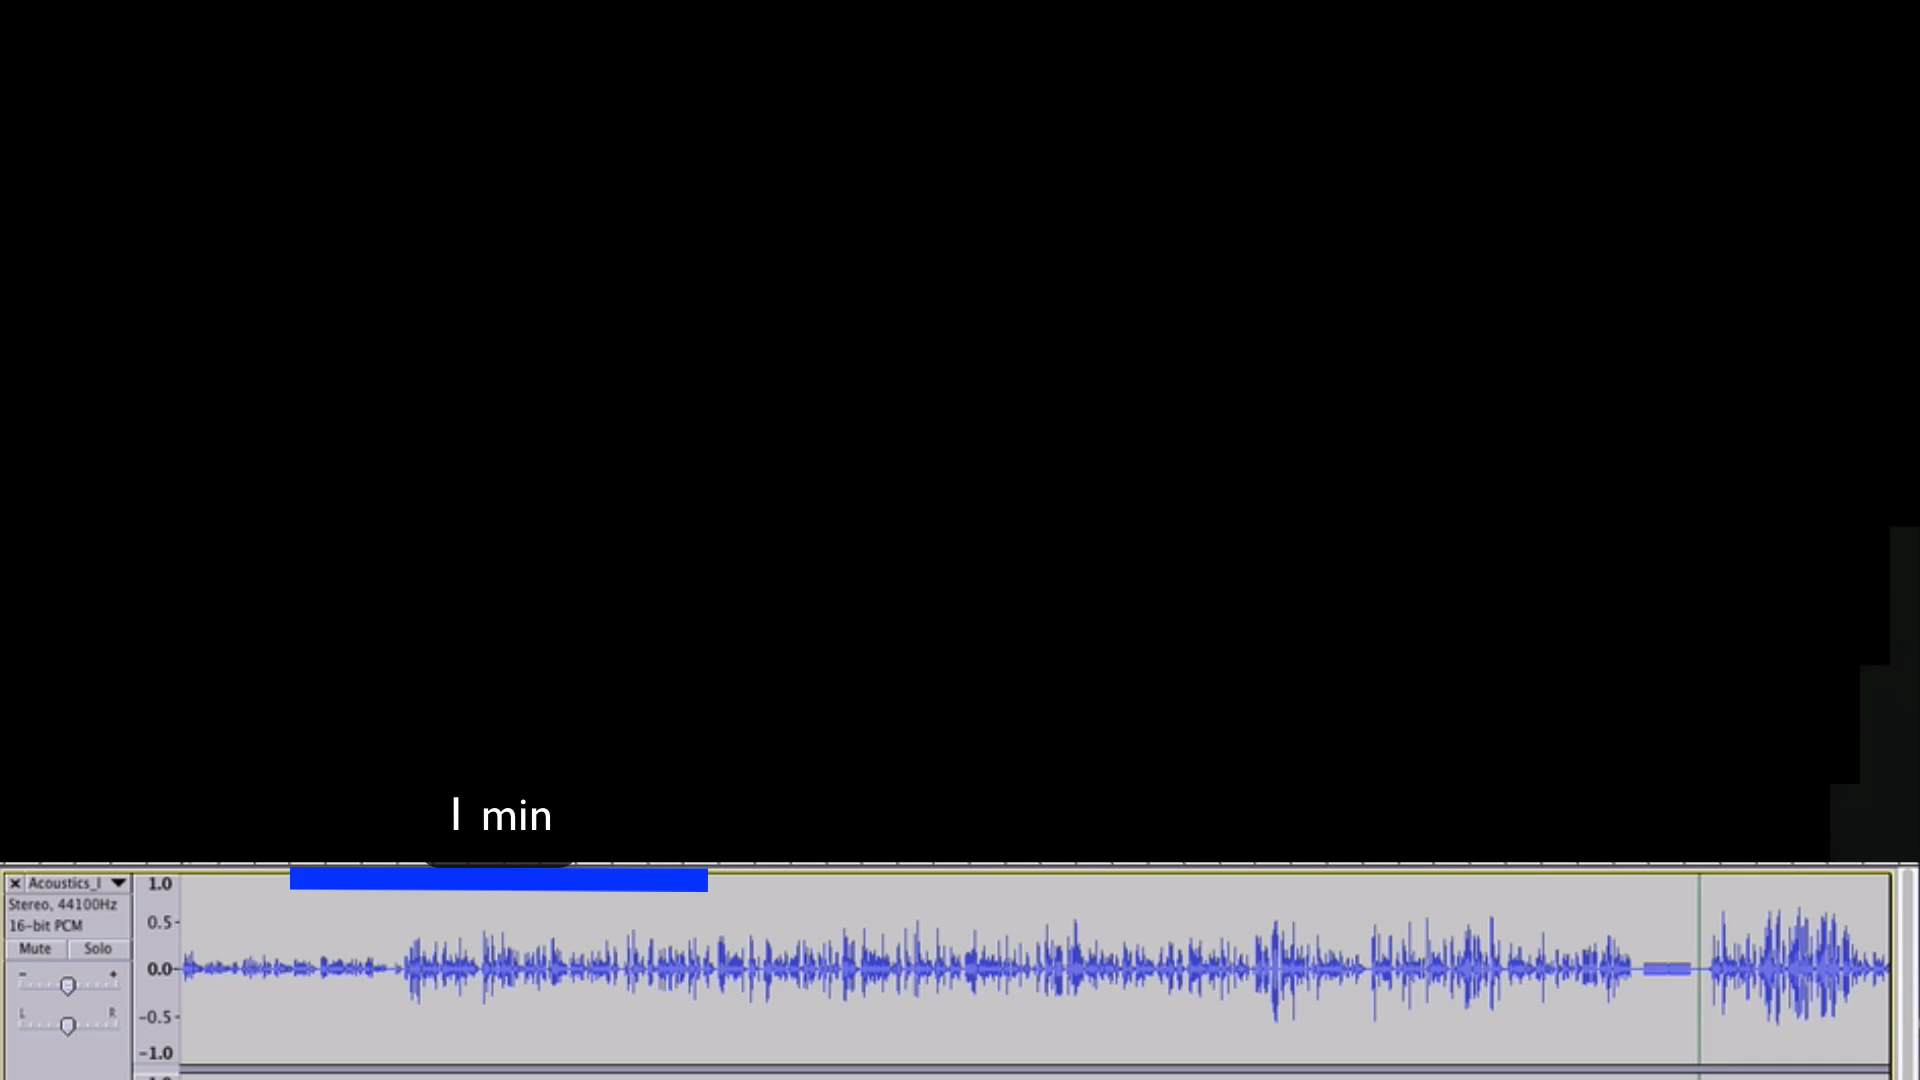 1 min
Acoustics_I
Stereo, 44100Hz
16-bit PCM
Mute Solo
- +
L R
1.0
0.5-
0.0-
-0.5-
-1.0